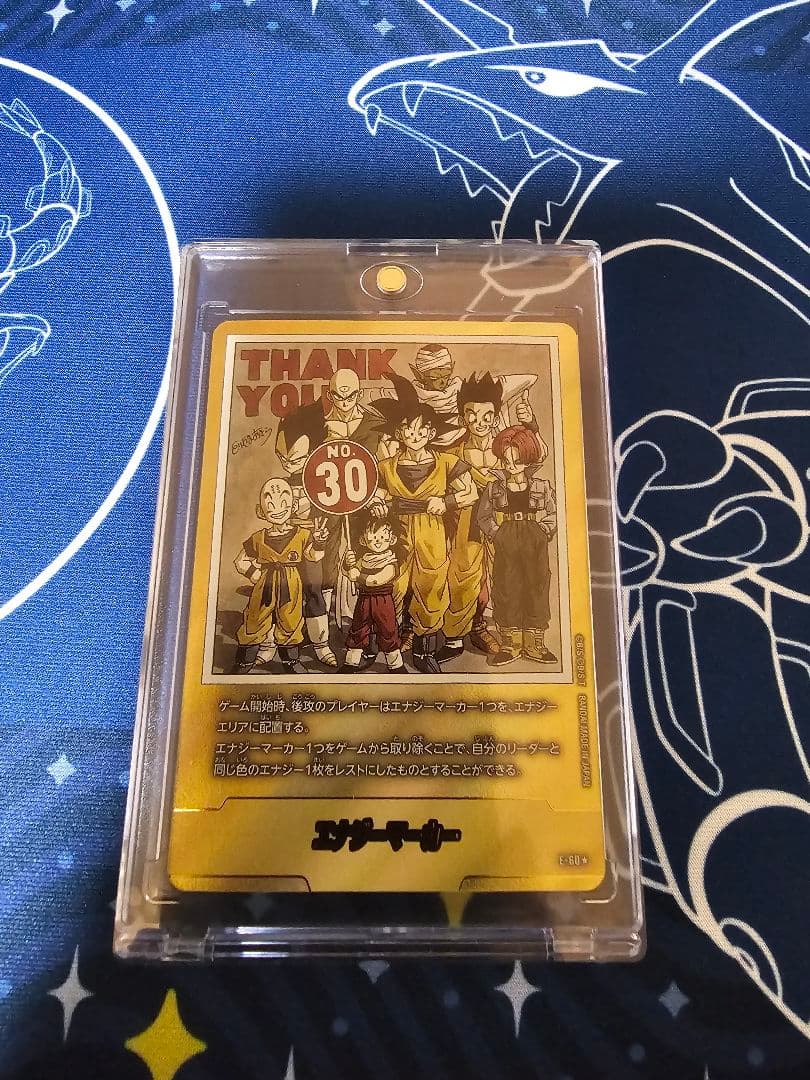 THANK
YOU
NO.
30
ゲーム開始時、後攻のプレイヤーはエナジーマーカー1つを、エナジー
エリアに配置する。
エナジーマーカー1つをゲームから取り除くことで、自分のリーダーと
同じ色のエナジー1枚をレストにしたものとすることができる。
エナジーマーカー
E-60★
BANDAI MADE IN JAPAN